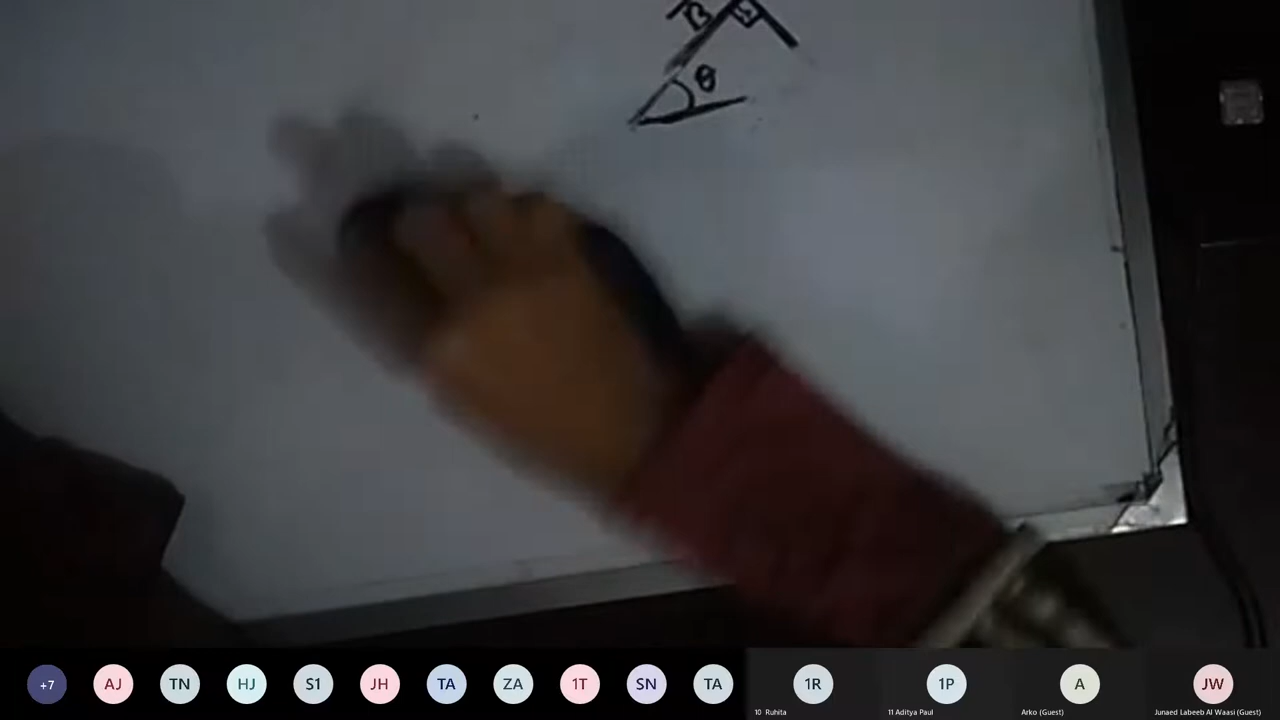 B
θ
+7
AJ
TN
HJ
S1
JH
TA
ZA
1T
SN
TA
1R
1P
A
JW
10 Ruhita
11 Aditya Paul
Arko (Guest)
Junaed Labeeb Al Waasi (Guest)